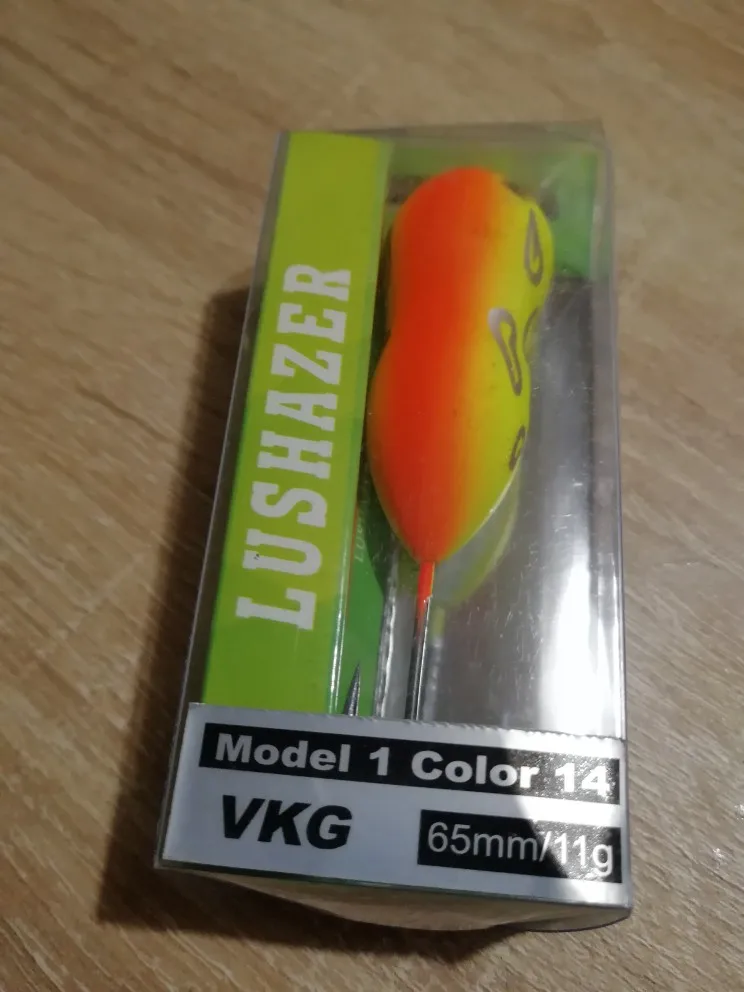 LUSHAZER
Model 1 Color 14
VKG
65mm/11g